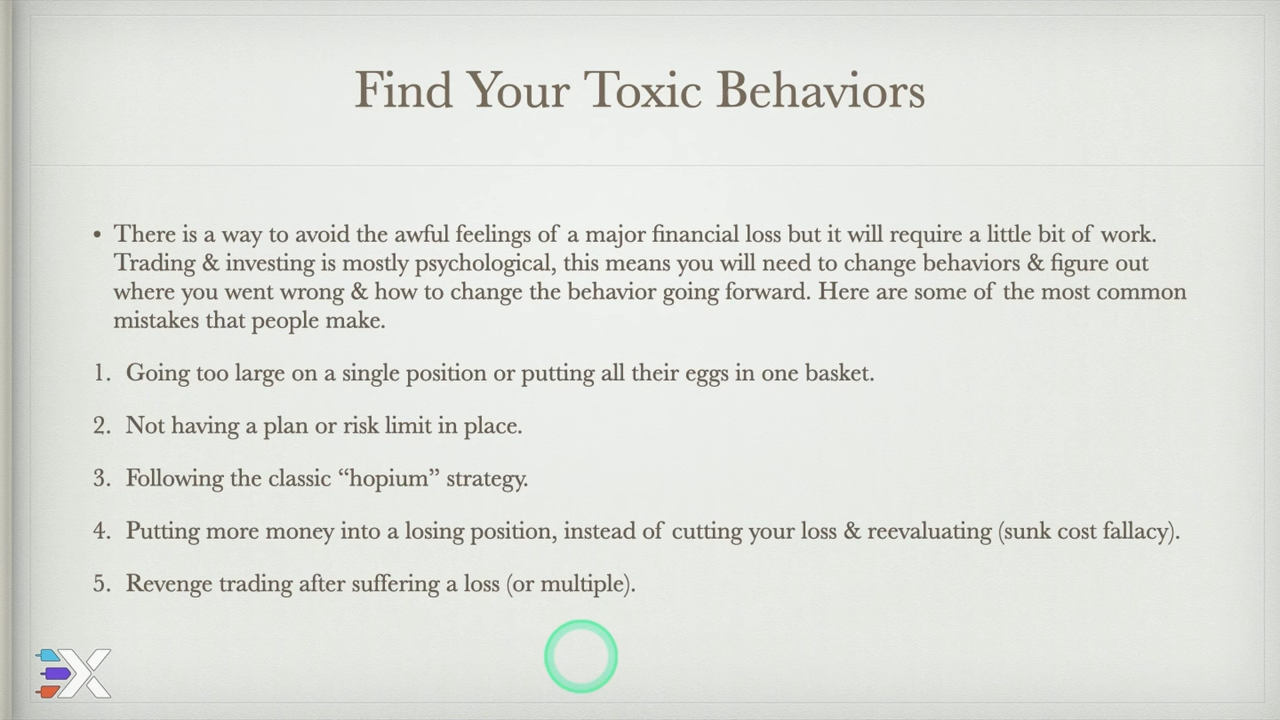 Find Your Toxic Behaviors
• There is a way to avoid the awful feelings of a major financial loss but it will require a little bit of work.
Trading & investing is mostly psychological, this means you will need to change behaviors & figure out
where you went wrong & how to change the behavior going forward. Here are some of the most common
mistakes that people make.
1. Going too large on a single position or putting all their eggs in one basket.
2. Not having a plan or risk limit in place.
3. Following the classic “hopium” strategy.
4. Putting more money into a losing position, instead of cutting your loss & reevaluating (sunk cost fallacy).
5. Revenge trading after suffering a loss (or multiple).
EX